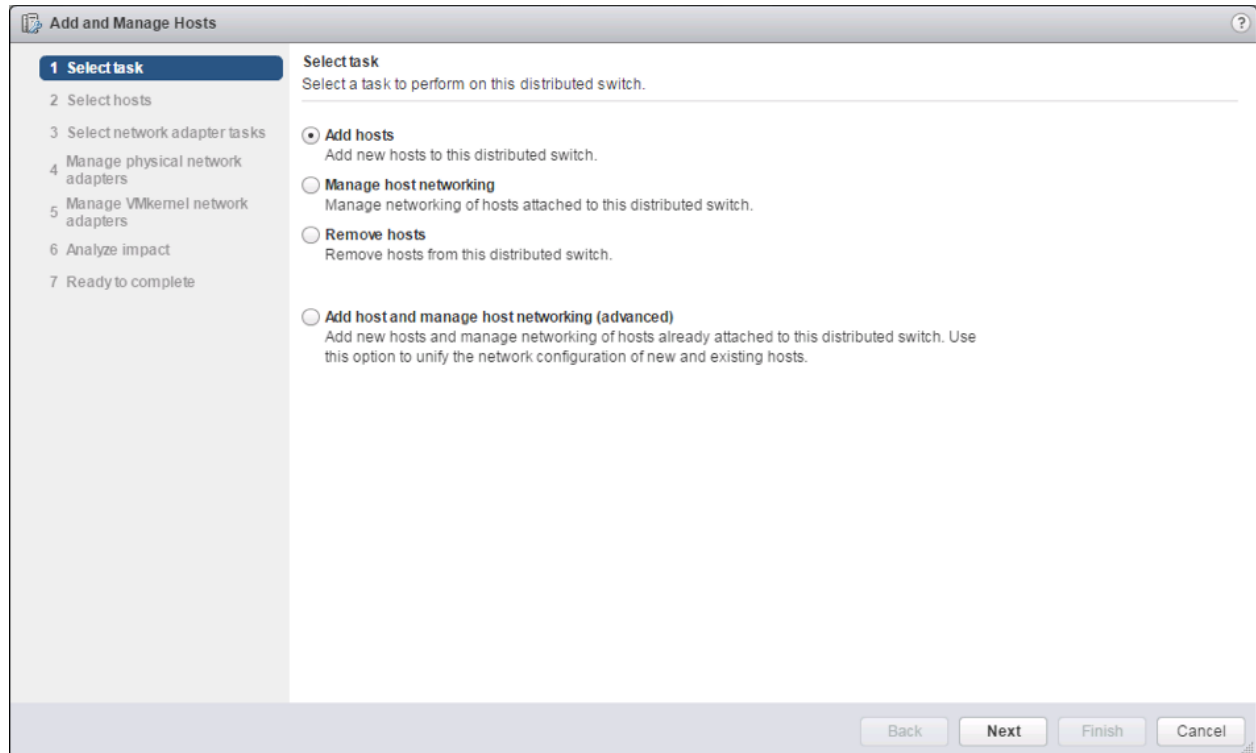 Add and Manage Hosts
?
1 Select task
2 Select hosts
3 Select network adapter tasks
4 Manage physical network
adapters
5 Manage VMkernel network
adapters
6 Analyze impact
7 Ready to complete
Select task
Select a task to perform on this distributed switch.
Add hosts
Add new hosts to this distributed switch.
Manage host networking
Manage networking of hosts attached to this distributed switch.
Remove hosts
Remove hosts from this distributed switch.
Add host and manage host networking (advanced)
Add new hosts and manage networking of hosts already attached to this distributed switch. Use
this option to unify the network configuration of new and existing hosts.
Back Next Finish Cancel